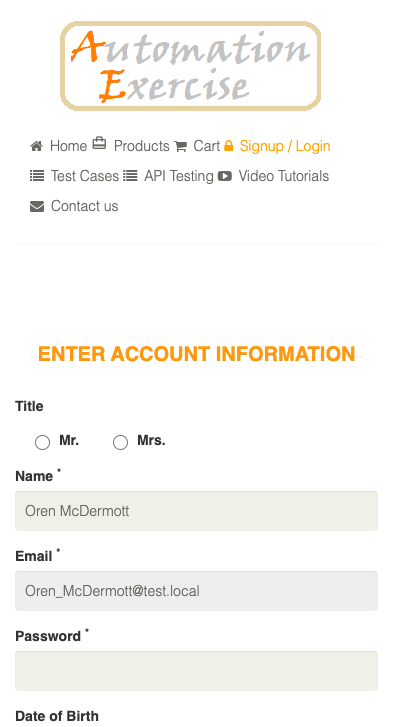 Automation
Exercise
Home Products Cart Signup / Login
Test Cases API Testing Video Tutorials
Contact us
ENTER ACCOUNT INFORMATION
Title
Mr. Mrs.
Name *
Oren McDermott
Email *
Oren_McDermott@test.local
Password *
Date of Birth